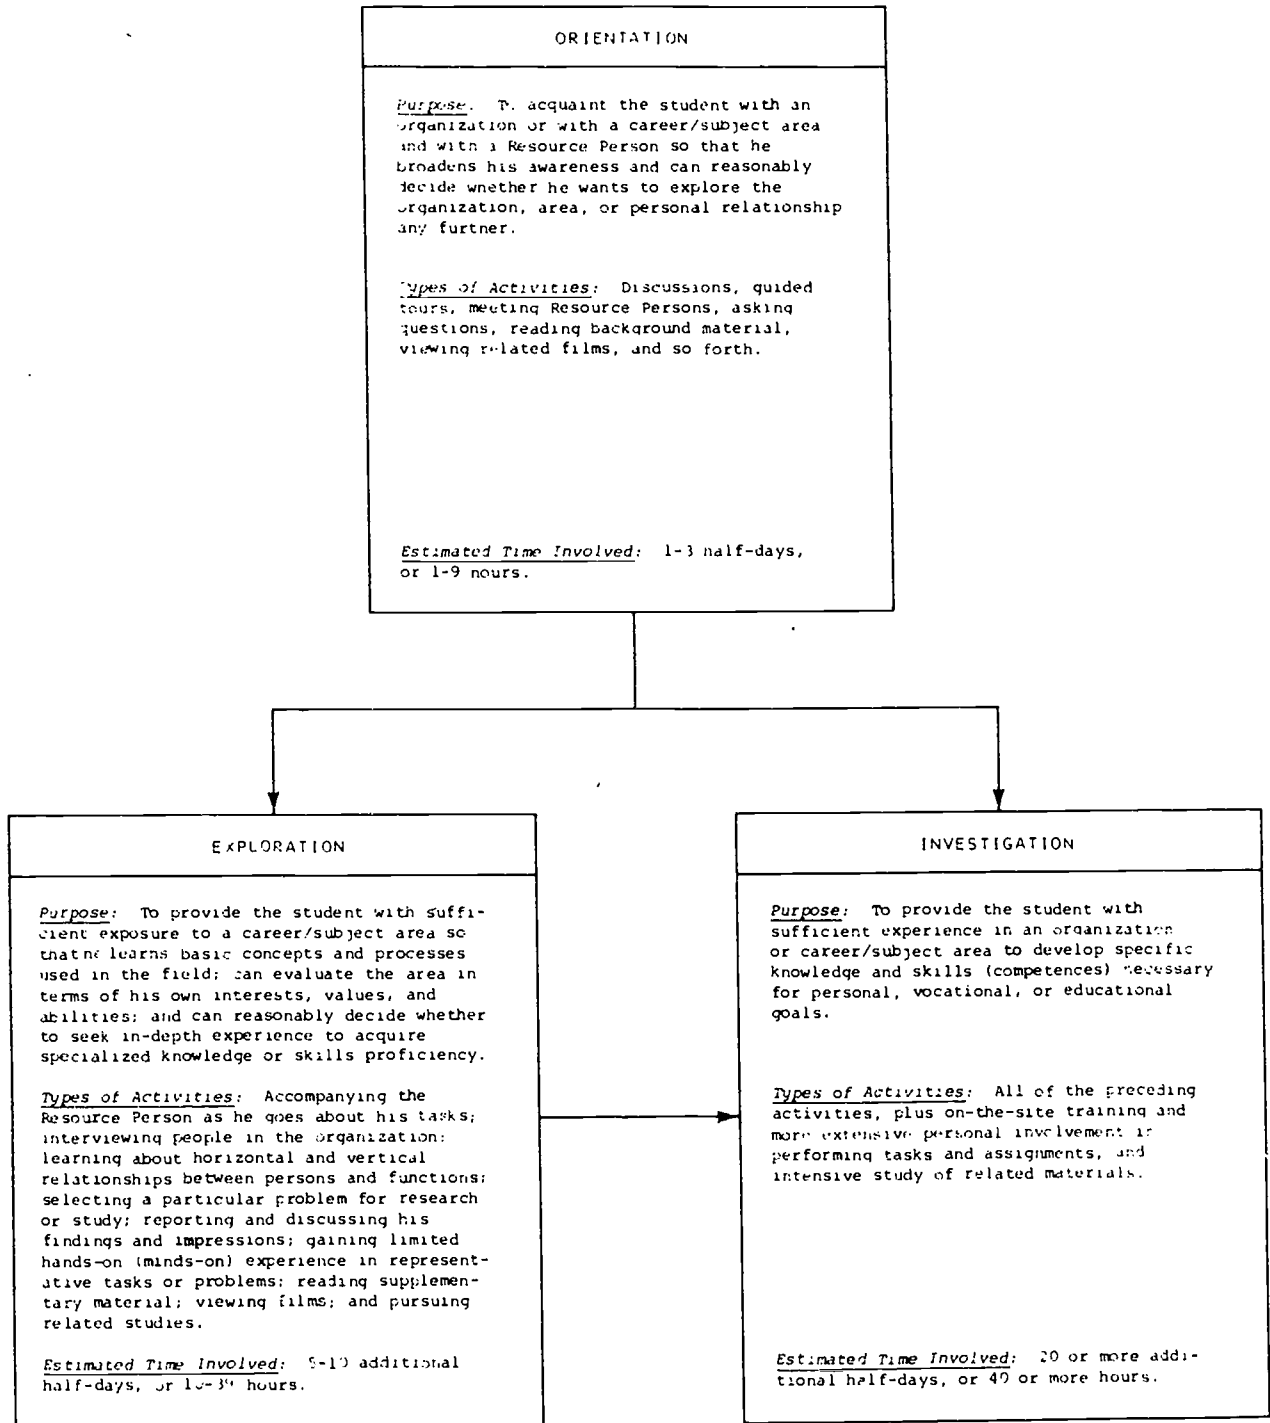 ORIENTATION
Purpose. To acquaint the student with an
organization or with a career/subject area
and with a Resource Person so that he
broadens his awareness and can reasonably
decide whether he wants to explore the
organization, area, or personal relationship
any further.
Types of Activities: Discussions, guided
tours, meeting Resource Persons, asking
questions, reading background material,
viewing related films, and so forth.
Estimated Time Involved: 1-3 half-days,
or 1-9 hours.
EXPLORATION
Purpose: To provide the student with suffi-
cient exposure to a career/subject area so
that he learns basic concepts and processes
used in the field; can evaluate the area in
terms of his own interests, values, and
abilities; and can reasonably decide whether
to seek in-depth experience to acquire
specialized knowledge or skills proficiency.
Types of Activities: Accompanying the
Resource Person as he goes about his tasks;
interviewing people in the organization;
learning about horizontal and vertical
relationships between persons and functions;
selecting a particular problem for research
or study; reporting and discussing his
findings and impressions; gaining limited
hands-on (minds-on) experience in represent-
ative tasks or problems; reading supplemen-
tary material; viewing films; and pursuing
related studies.
Estimated Time Involved: additional
half-days, or hours.
INVESTIGATION
Purpose: To provide the student with
sufficient experience in an organization
or career/subject area to develop specific
knowledge and skills (competences) necessary
for personal, vocational, or educational
goals.
Types of Activities: All of the preceding
activities, plus on-the-site training and
more extensive personal involvement in
performing tasks and assignments, and
intensive study of related materials.
Estimated Time Involved: 20 or more addi-
tional half-days, or 40 or more hours.